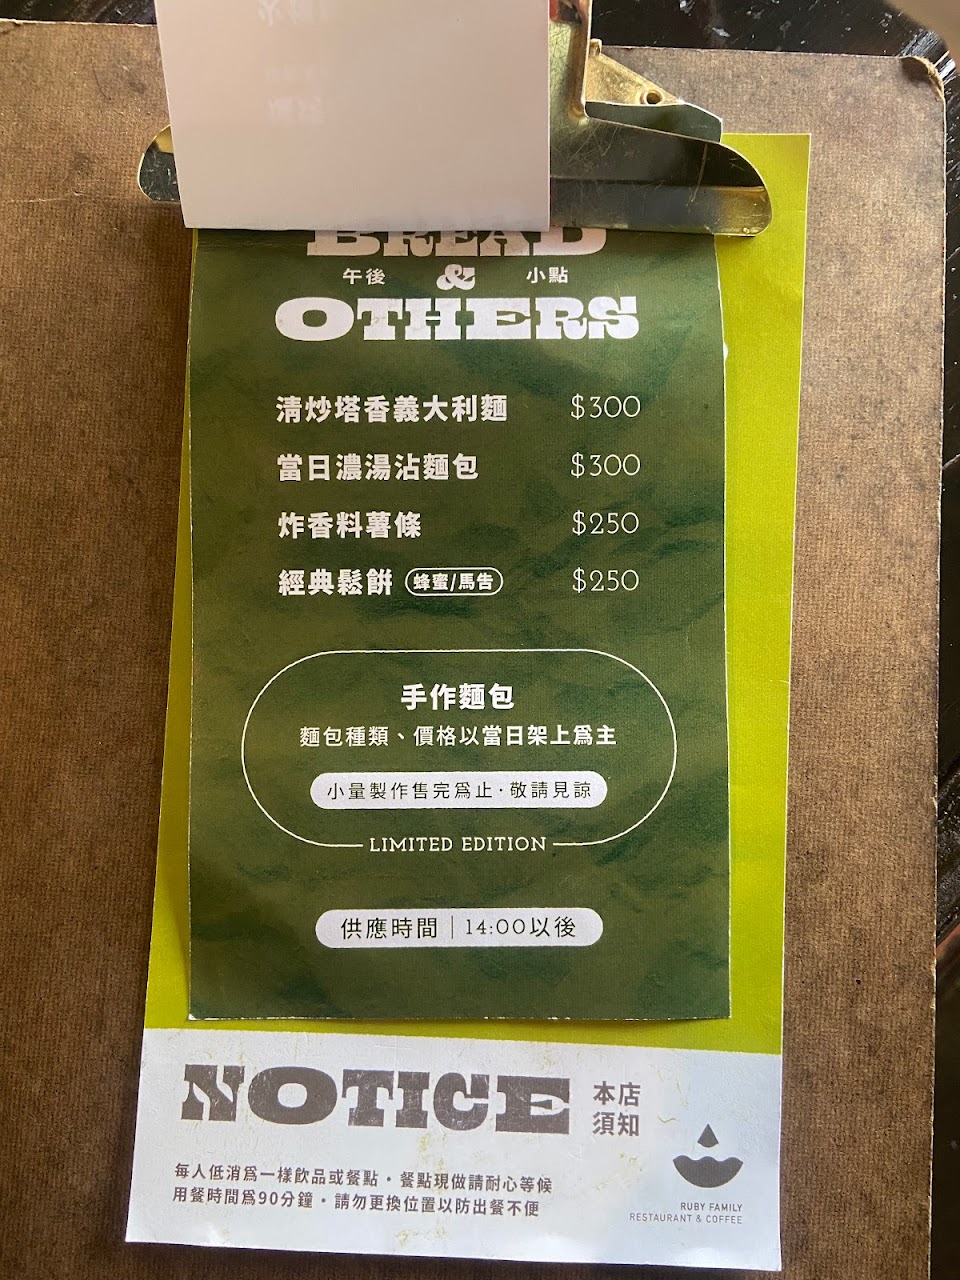 BREAD
午後 & 小點
OTHERS
清炒塔香義大利麵 $300
當日濃湯沾麵包 $300
炸香料薯條 $250
經典鬆餅 蜂蜜/馬告 $250
手作麵包
麵包種類、價格以當日架上為主
小量製作售完為止·敬請見諒
LIMITED EDITION
供應時間｜14:00以後
NOTICE 本店須知
每人低消為一樣飲品或餐點・餐點現做請耐心等候
用餐時間為90分鐘・請勿更換位置以防出餐不便
RUBY FAMILY
RESTAURANT & COFFEE